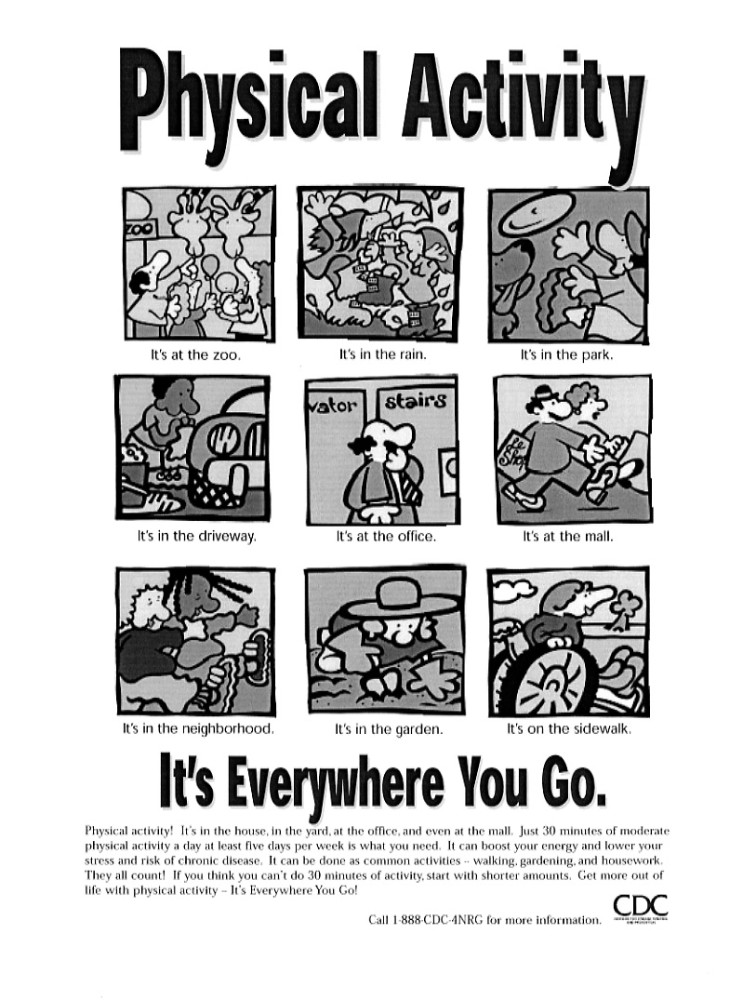 Physical Activity
ZOO
It's at the zoo.
It's in the rain.
It's in the park.
vator
stairs
Le
Shop
It's in the driveway.
It's at the office.
It's at the mall.
It's in the neighborhood.
It's in the garden.
It's on the sidewalk.
It's Everywhere You Go.
Physical activity!  It's in the house, in the yard, at the office, and even at the mall.  Just 30 minutes of moderate
physical activity a day at least five days per week is what you need.  It can boost your energy and lower your
stress and risk of chronic disease.  It can be done as common activities -- walking, gardening, and housework.
They all count!  If you think you can't do 30 minutes of activity, start with shorter amounts.  Get more out of
life with physical activity – It's Everywhere You Go!
Call 1-888-CDC-4NRG for more information.
CDC
CENTERS FOR DISEASE CONTROL
AND PREVENTION